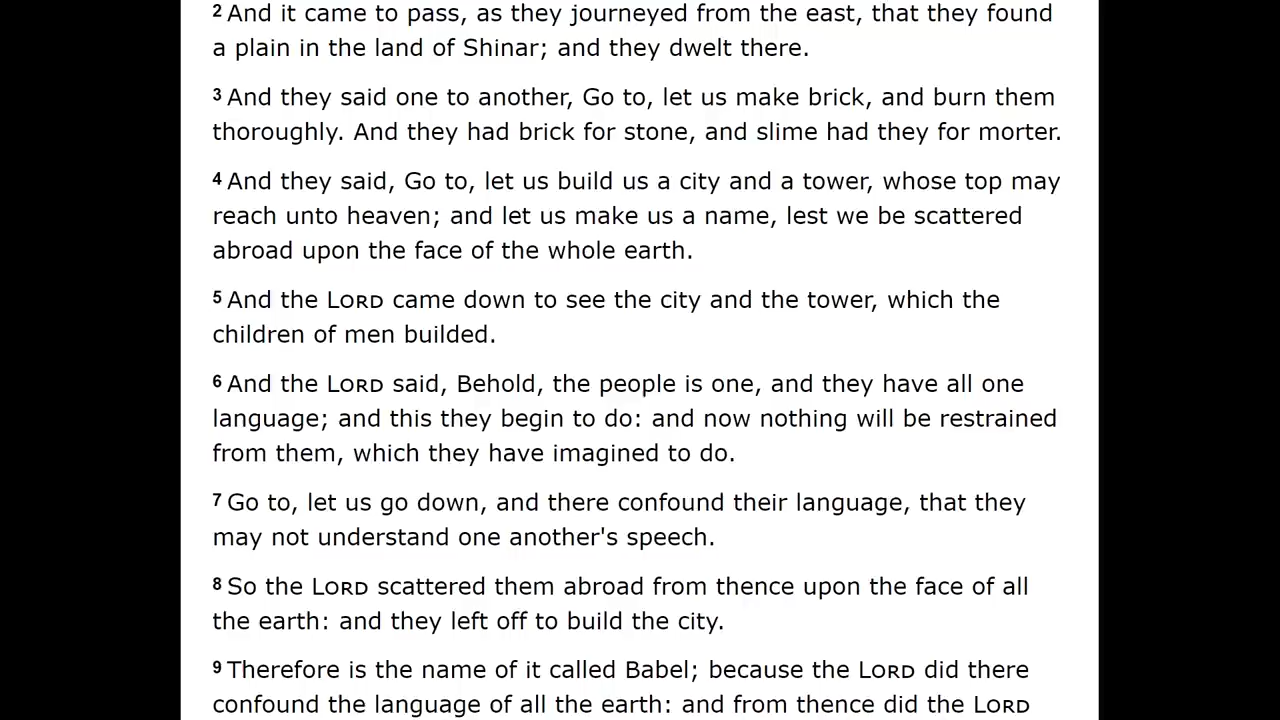 2 And it came to pass, as they journeyed from the east, that they found
a plain in the land of Shinar; and they dwelt there.
3 And they said one to another, Go to, let us make brick, and burn them
thoroughly. And they had brick for stone, and slime had they for morter.
4 And they said, Go to, let us build us a city and a tower, whose top may
reach unto heaven; and let us make us a name, lest we be scattered
abroad upon the face of the whole earth.
5 And the LORD came down to see the city and the tower, which the
children of men builded.
6 And the LORD said, Behold, the people is one, and they have all one
language; and this they begin to do: and now nothing will be restrained
from them, which they have imagined to do.
7 Go to, let us go down, and there confound their language, that they
may not understand one another's speech.
8 So the LORD scattered them abroad from thence upon the face of all
the earth: and they left off to build the city.
9 Therefore is the name of it called Babel; because the LORD did there
confound the language of all the earth: and from thence did the LORD